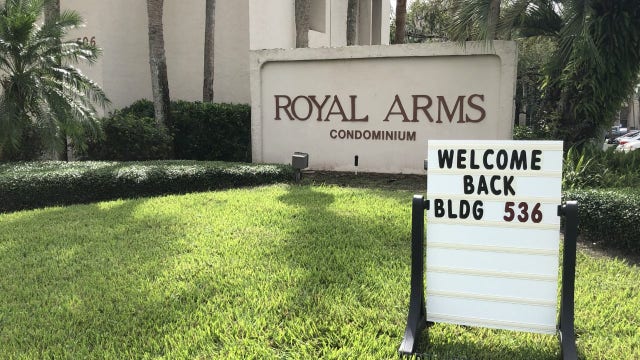 ROYAL ARMS
CONDOMINIUM
WELCOME
BACK
BLDG 536